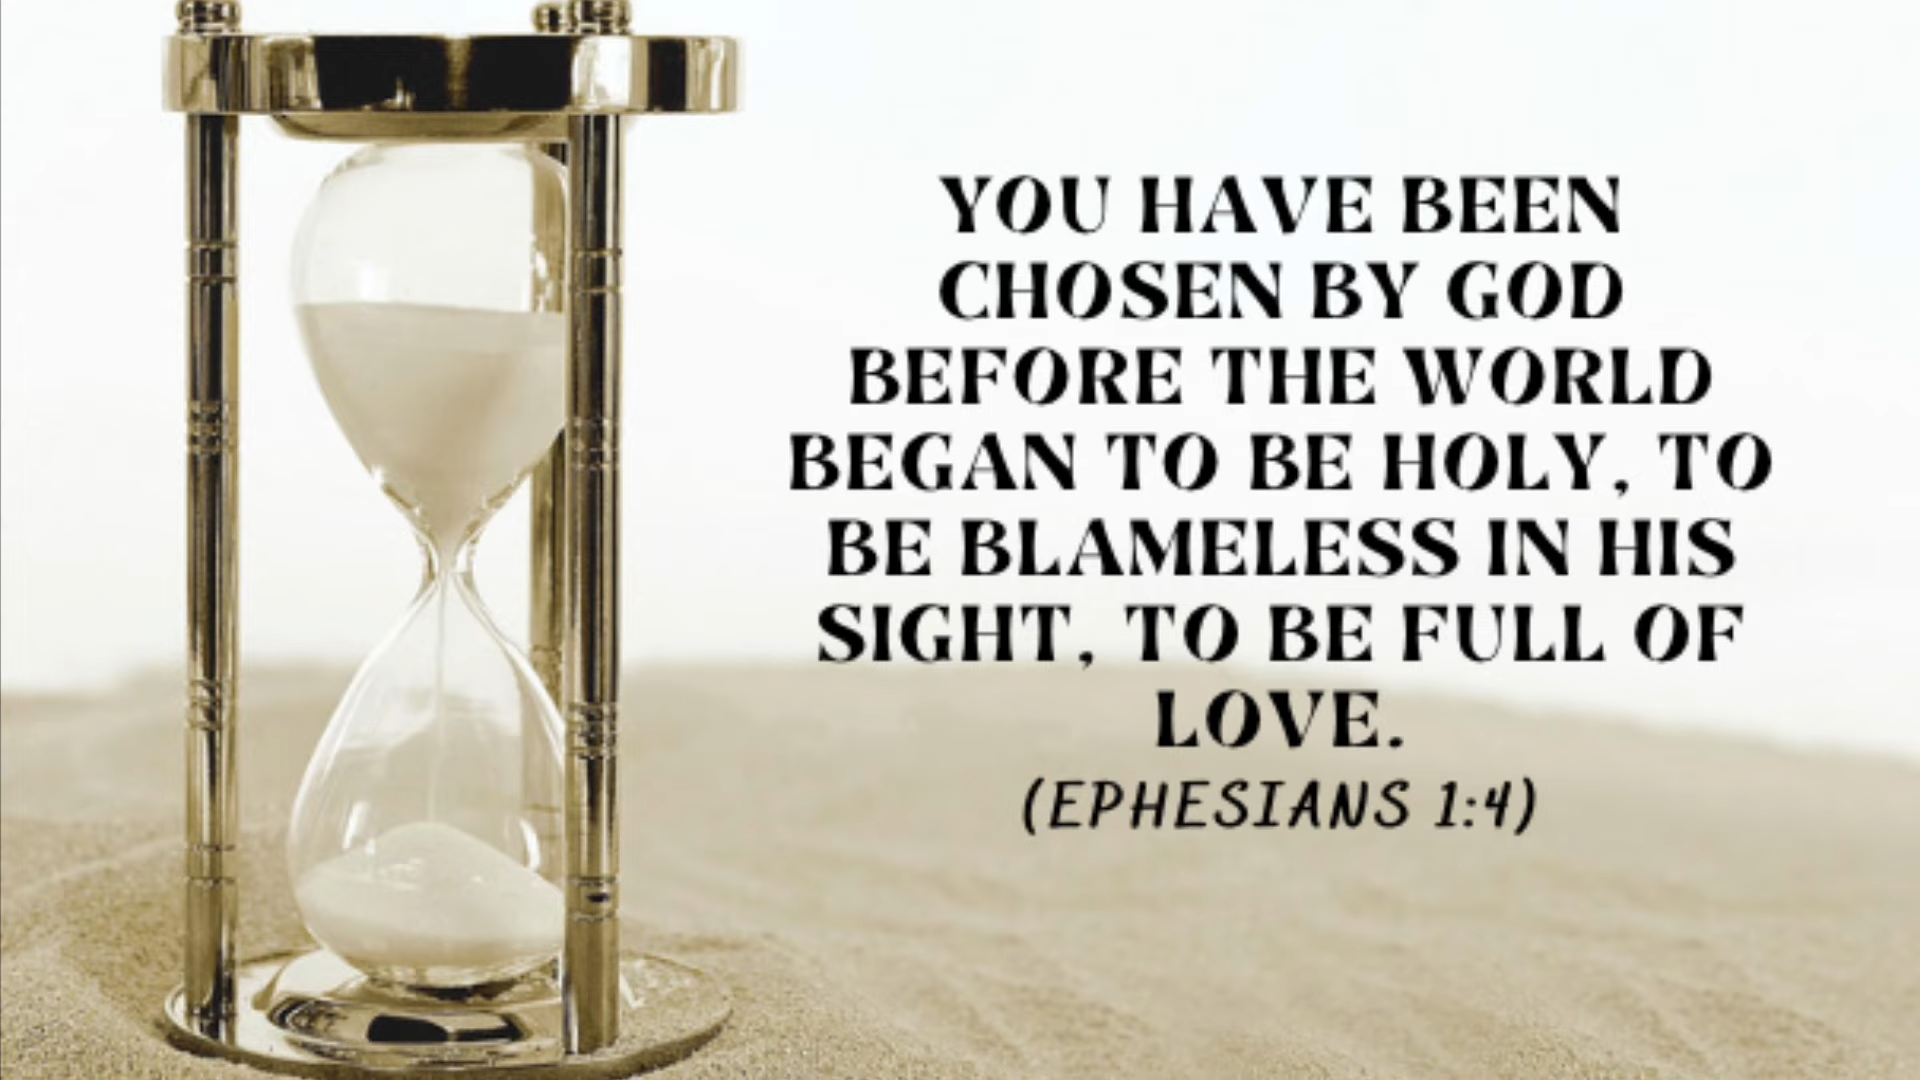 YOU HAVE BEEN
CHOSEN BY GOD
BEFORE THE WORLD
BEGAN TO BE HOLY, TO
BE BLAMELESS IN HIS
SIGHT, TO BE FULL OF
LOVE.
(EPHESIANS 1:4)